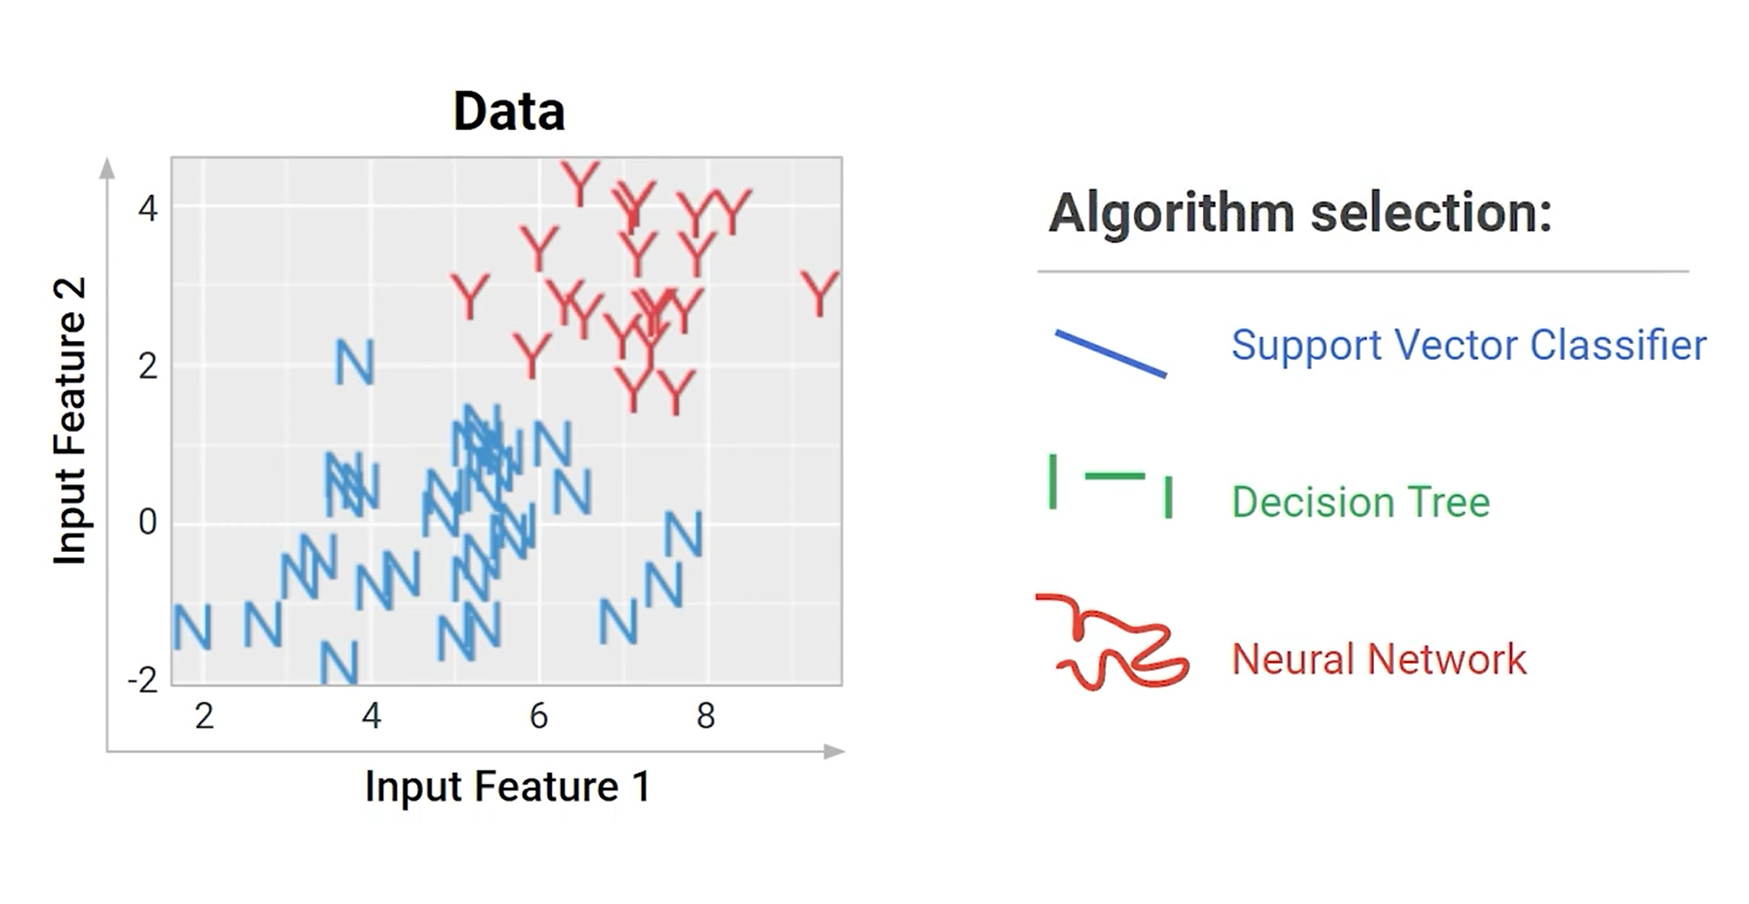 Data
4
2
0
-2
Input Feature 2
2 4 6 8
Input Feature 1
Y Y Y Y Y Y Y Y Y Y Y Y Y Y Y Y Y Y Y Y
N N N N N N N N N N N N N N N N N N N N N N N N N N N N
Algorithm selection:
Support Vector Classifier
Decision Tree
Neural Network